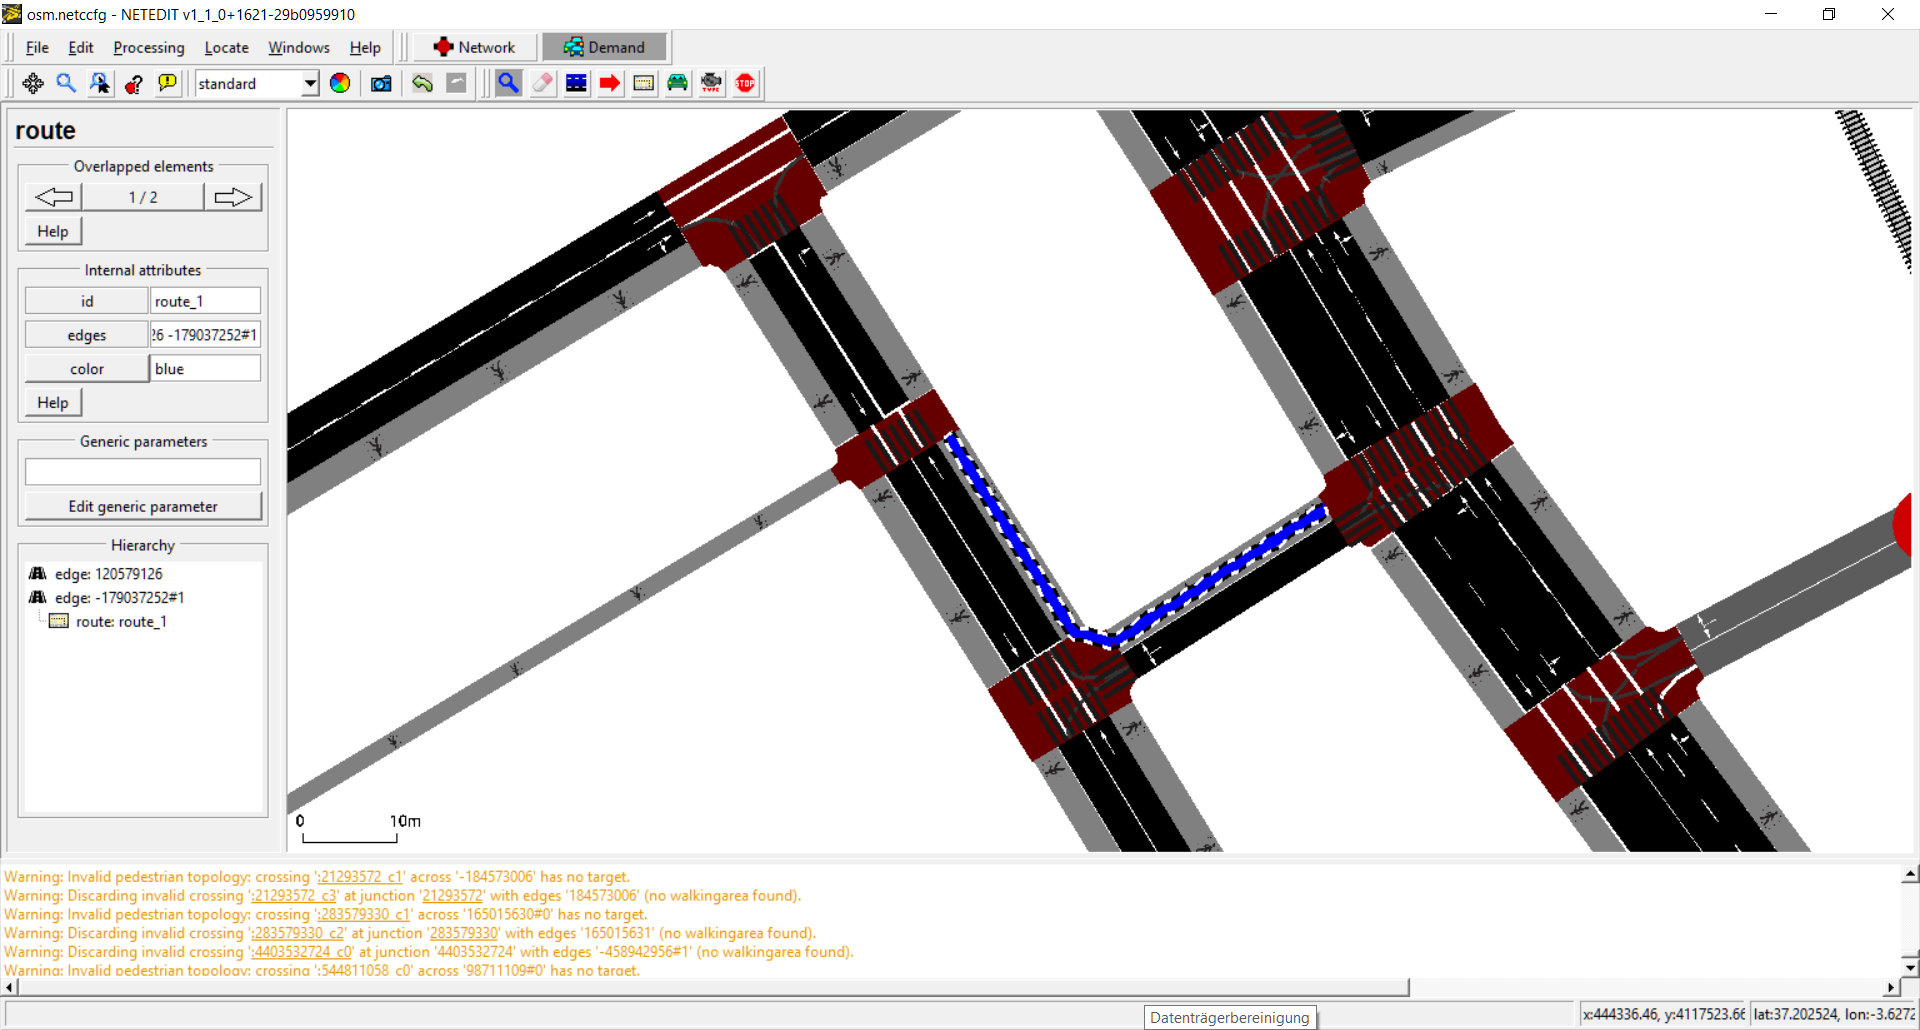 osm.netccfg - NETEDIT v1_1_0+1621-29b0959910
File Edit Processing Locate Windows Help Network Demand
standard TYPE STOP
route
Overlapped elements
1 / 2
Help
Internal attributes
id route_1
edges 26 -179037252#1
color blue
Help
Generic parameters
Edit generic parameter
Hierarchy
edge: 120579126
edge: -179037252#1
route: route_1
0 10m
Warning: Invalid pedestrian topology: crossing ':21293572_c1' across '-184573006' has no target.
Warning: Discarding invalid crossing ':21293572_c3' at junction '21293572' with edges '184573006' (no walkingarea found).
Warning: Invalid pedestrian topology: crossing ':283579330_c1' across '165015630#0' has no target.
Warning: Discarding invalid crossing ':283579330_c2' at junction '283579330' with edges '165015631' (no walkingarea found).
Warning: Discarding invalid crossing ':4403532724_c0' at junction '4403532724' with edges '-458942956#1' (no walkingarea found).
Warning: Invalid pedestrian topology: crossing ':544811058_c0' across '98711109#0' has no target.
Datenträgerbereinigung
x:444336.46, y:4117523.66 lat:37.202524, lon:-3.6272